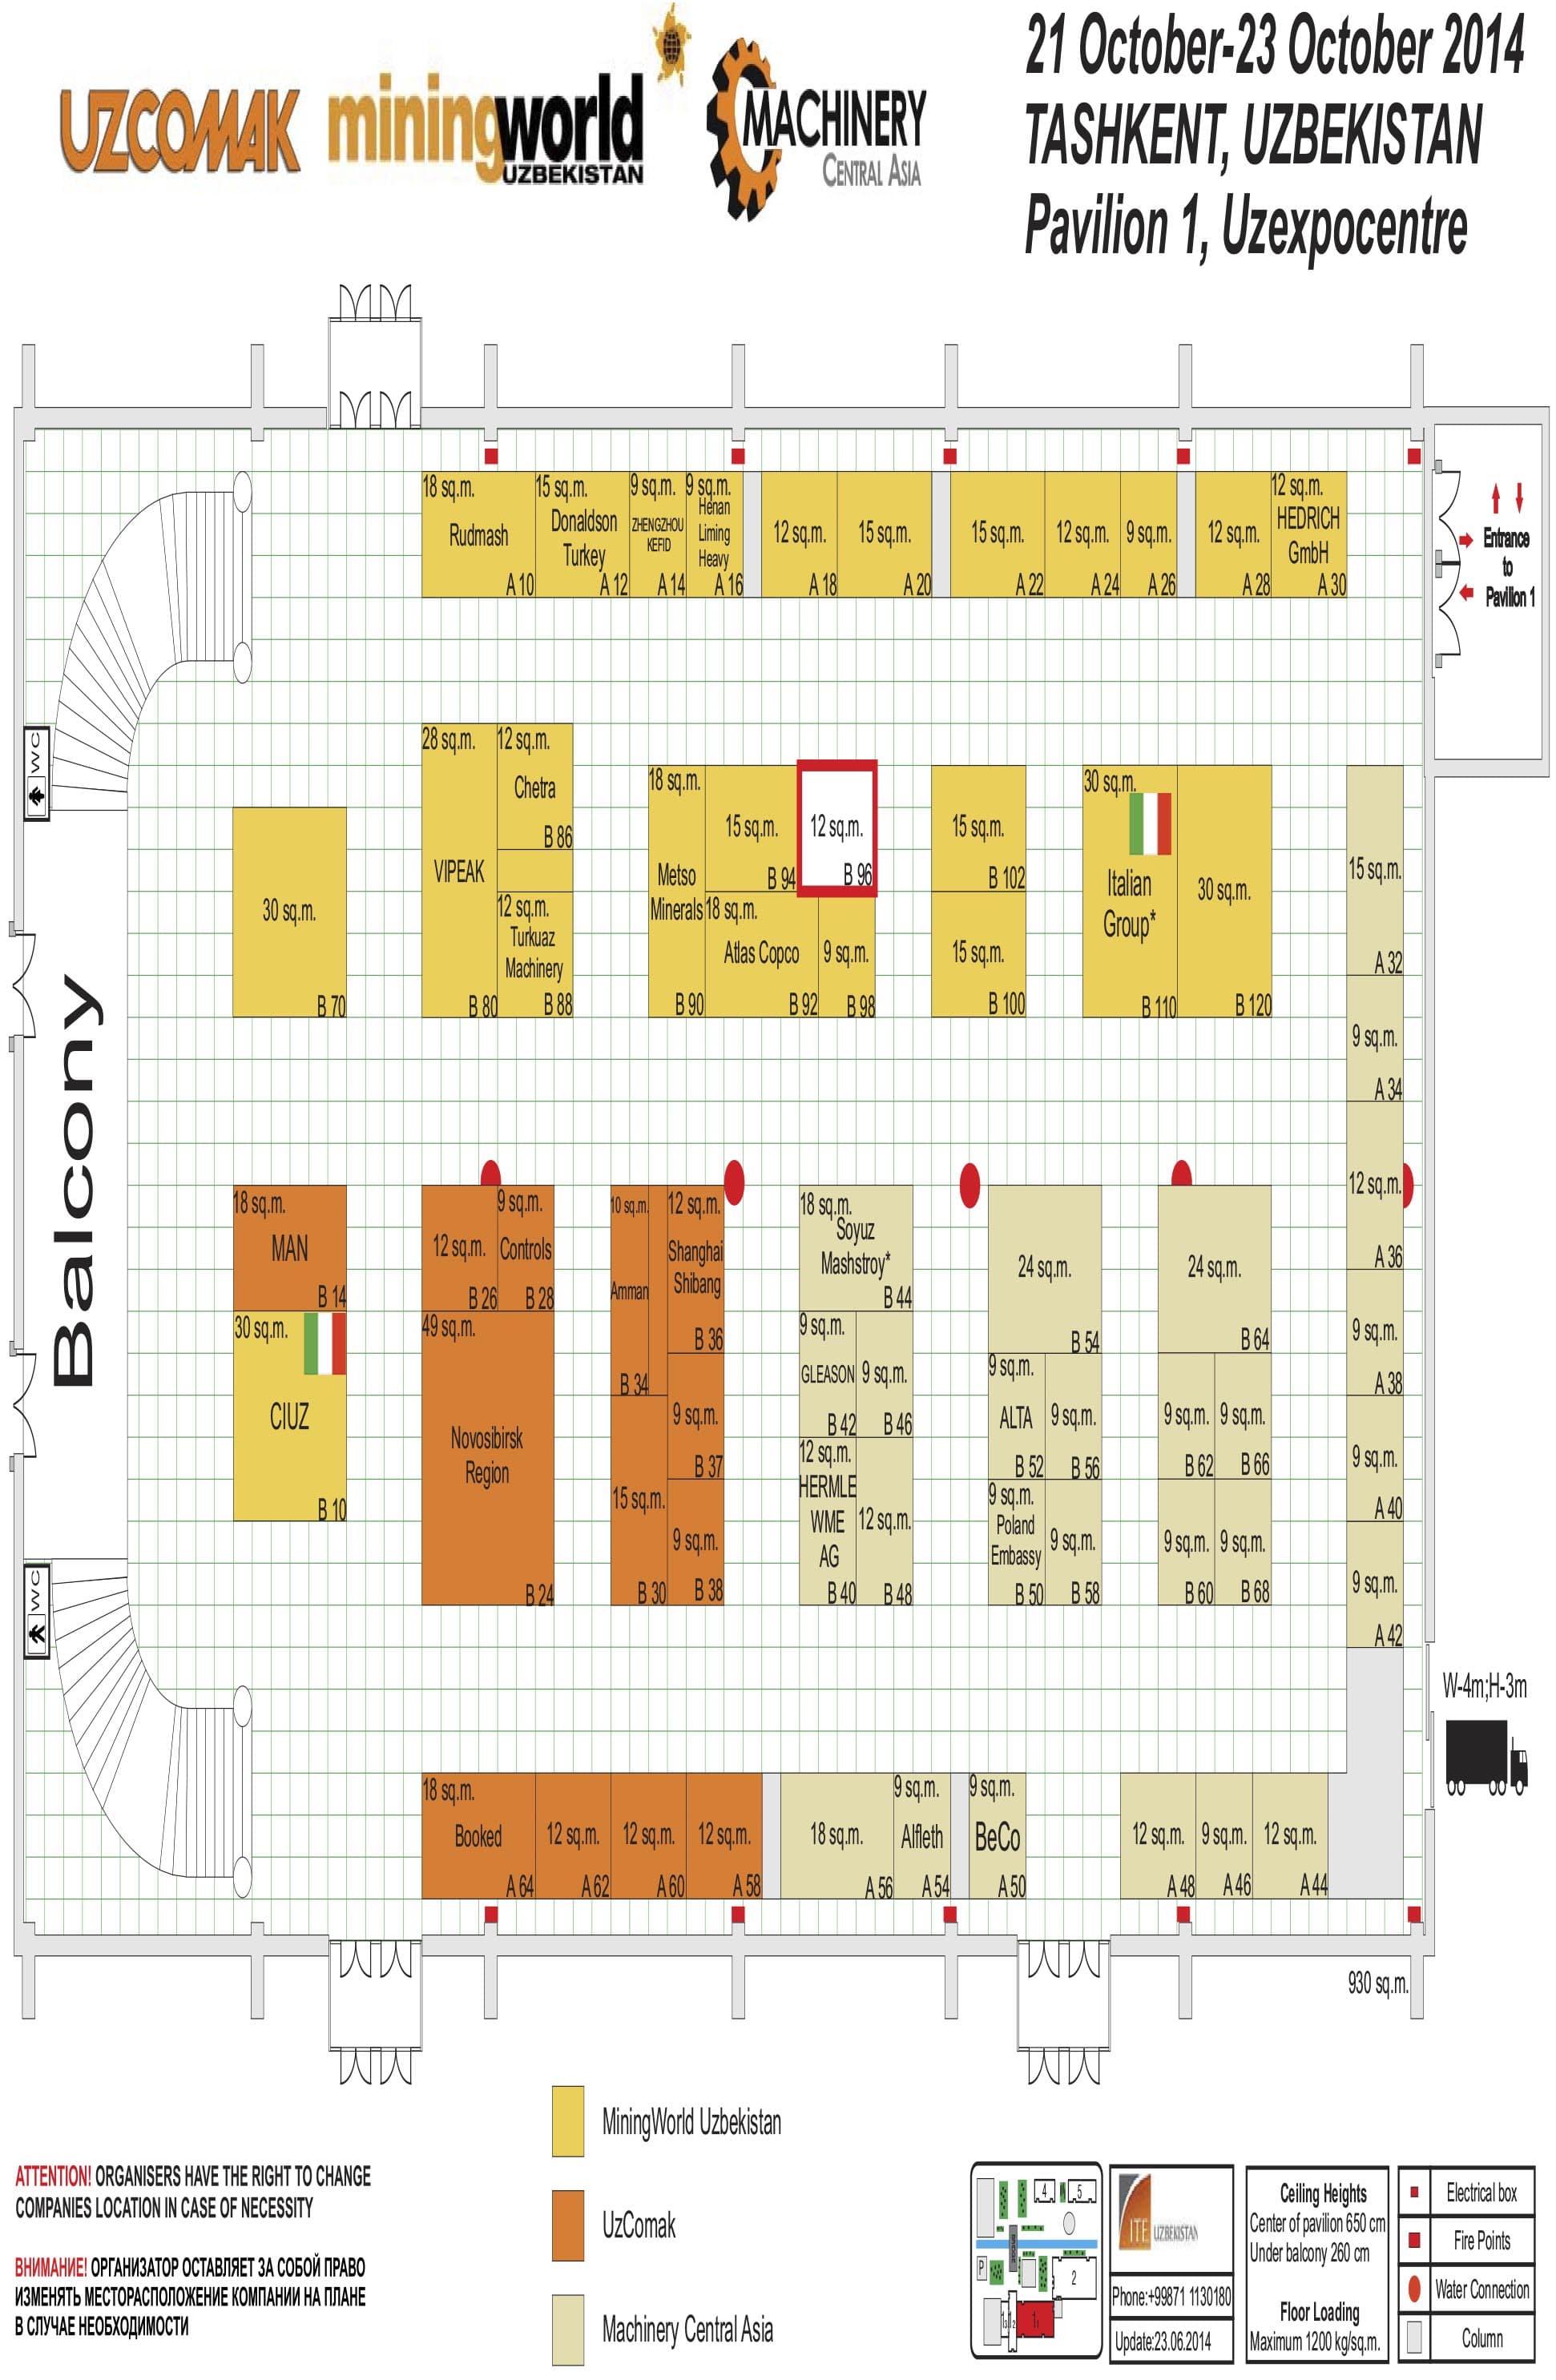 UZCOMAK
miningworld
UZBEKISTAN
MACHINERY
CENTRAL ASIA
21 October-23 October 2014
TASHKENT, UZBEKISTAN
Pavilion 1, Uzexpocentre
18 sq.m.
Rudmash
A 10
15 sq.m.
Donaldson
Turkey
A 12
9 sq.m.
ZHENGZHOU
KEFID
A 14
9 sq.m.
Henan
Liming
Heavy
A 16
12 sq.m.
A 18
15 sq.m.
A 20
15 sq.m.
A 22
12 sq.m.
A 24
9 sq.m.
A 26
12 sq.m.
A 28
12 sq.m.
HEDRICH
GmbH
A 30
Entrance
to
Pavilion 1
WC
30 sq.m.
B 70
28 sq.m.
VIPEAK
B 80
12 sq.m.
Chetra
B 86
12 sq.m.
Turkuaz
Machinery
B 88
18 sq.m.
Metso
Minerals
B 90
15 sq.m.
B 94
18 sq.m.
Atlas Copco
B 92
12 sq.m.
B 96
9 sq.m.
B 98
15 sq.m.
B 102
15 sq.m.
B 100
30 sq.m.
Italian
Group*
B 110
30 sq.m.
B 120
15 sq.m.
A 32
9 sq.m.
A 34
12 sq.m.
A 36
9 sq.m.
A 38
9 sq.m.
A 40
9 sq.m.
A 42
Balcony
18 sq.m.
MAN
B 14
30 sq.m.
CIUZ
B 10
12 sq.m.
B 26
9 sq.m.
Controls
B 28
49 sq.m.
Novosibirsk
Region
B 24
10 sq.m.
Amman
B 34
12 sq.m.
Shanghai
Shibang
B 36
9 sq.m.
B 37
15 sq.m.
B 30
9 sq.m.
B 38
18 sq.m.
Soyuz
Mashstroy*
B 44
9 sq.m.
GLEASON
B 42
9 sq.m.
B 46
12 sq.m.
HERMLE
WME
AG
B 40
12 sq.m.
B 48
24 sq.m.
B 54
9 sq.m.
ALTA
B 52
9 sq.m.
B 56
9 sq.m.
Poland
Embassy
B 50
9 sq.m.
B 58
24 sq.m.
B 64
9 sq.m.
B 62
9 sq.m.
B 66
9 sq.m.
B 60
9 sq.m.
B 68
WC
W-4m;H-3m
18 sq.m.
Booked
A 64
12 sq.m.
A 62
12 sq.m.
A 60
12 sq.m.
A 58
18 sq.m.
A 56
9 sq.m.
Alfleth
A 54
9 sq.m.
BeCo
A 50
12 sq.m.
A 48
9 sq.m.
A 46
12 sq.m.
A 44
930 sq.m.
MiningWorld Uzbekistan
UzComak
Machinery Central Asia
ATTENTION! ORGANISERS HAVE THE RIGHT TO CHANGE
COMPANIES LOCATION IN CASE OF NECESSITY
ВНИМАНИЕ! ОРГАНИЗАТОР ОСТАВЛЯЕТ ЗА СОБОЙ ПРАВО
ИЗМЕНЯТЬ МЕСТОРАСПОЛОЖЕНИЕ КОМПАНИИ НА ПЛАНЕ
В СЛУЧАЕ НЕОБХОДИМОСТИ
4
5
P
2
ITE UZBEKISTAN
Phone:+99871 1130180
Update:23.06.2014
Ceiling Heights
Center of pavilion 650 cm
Under balcony 260 cm
Floor Loading
Maximum 1200 kg/sq.m.
Electrical box
Fire Points
Water Connection
Column